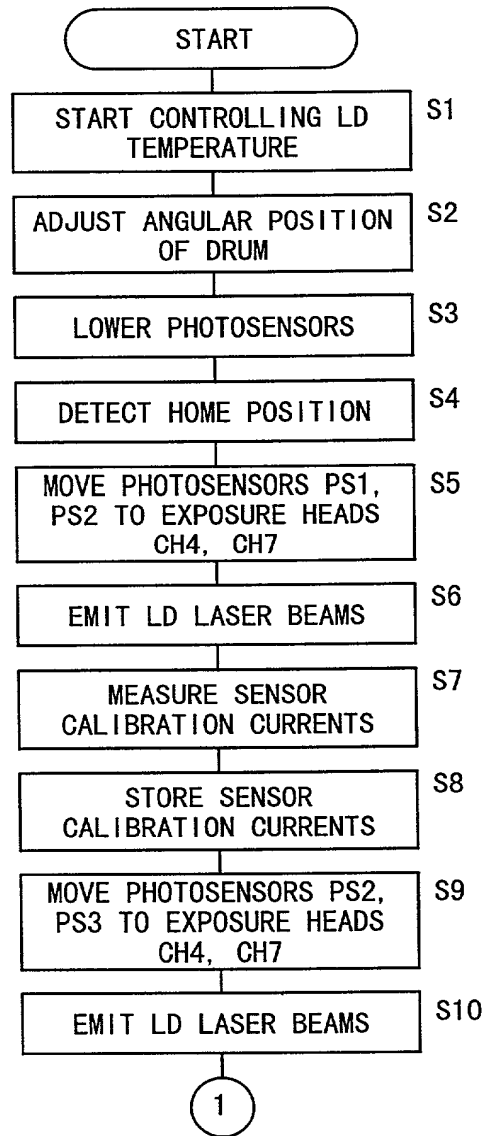 START
START CONTROLLING LD
TEMPERATURE
S1
ADJUST ANGULAR POSITION
OF DRUM
S2
LOWER PHOTOSENSORS
S3
DETECT HOME POSITION
S4
MOVE PHOTOSENSORS PS1,
PS2 TO EXPOSURE HEADS
CH4, CH7
S5
EMIT LD LASER BEAMS
S6
MEASURE SENSOR
CALIBRATION CURRENTS
S7
STORE SENSOR
CALIBRATION CURRENTS
S8
MOVE PHOTOSENSORS PS2,
PS3 TO EXPOSURE HEADS
CH4, CH7
S9
EMIT LD LASER BEAMS
S10
1